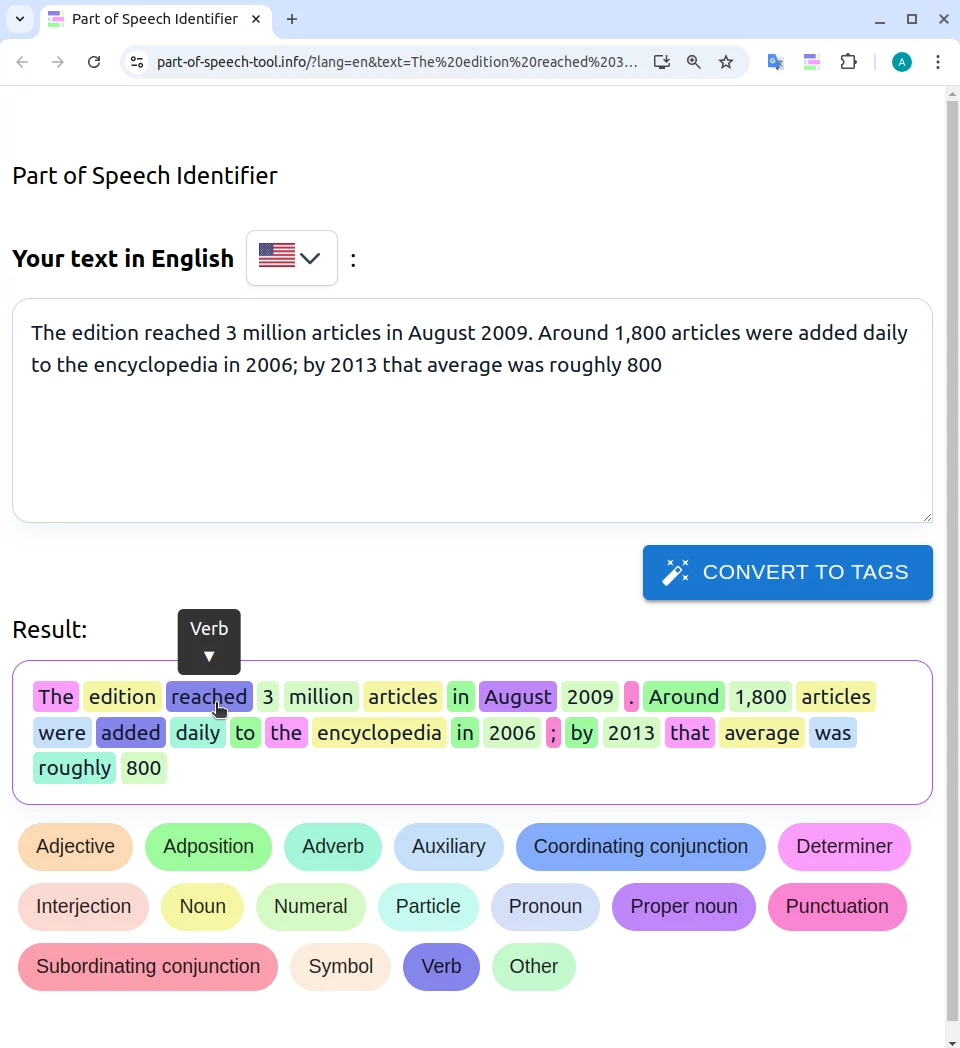 Part of Speech Identifier
part-of-speech-tool.info/?lang=en&text=The%20edition%20reached%203...
A
Part of Speech Identifier
Your text in English :
The edition reached 3 million articles in August 2009. Around 1,800 articles were added daily
to the encyclopedia in 2006; by 2013 that average was roughly 800
CONVERT TO TAGS
Result:
Verb
▼
The edition reached 3 million articles in August 2009 . Around 1,800 articles
were added daily to the encyclopedia in 2006 ; by 2013 that average was
roughly 800
Adjective Adposition Adverb Auxiliary Coordinating conjunction Determiner
Interjection Noun Numeral Particle Pronoun Proper noun Punctuation
Subordinating conjunction Symbol Verb Other